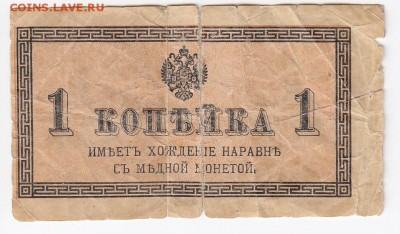 COINS.LAVE.RU
1 КОПѢЙКА 1
ИМѢЕТЪ ХОЖДЕНІЕ НАРАВНѢ
СЪ МѢДНОЙ МОНЕТОЙ.